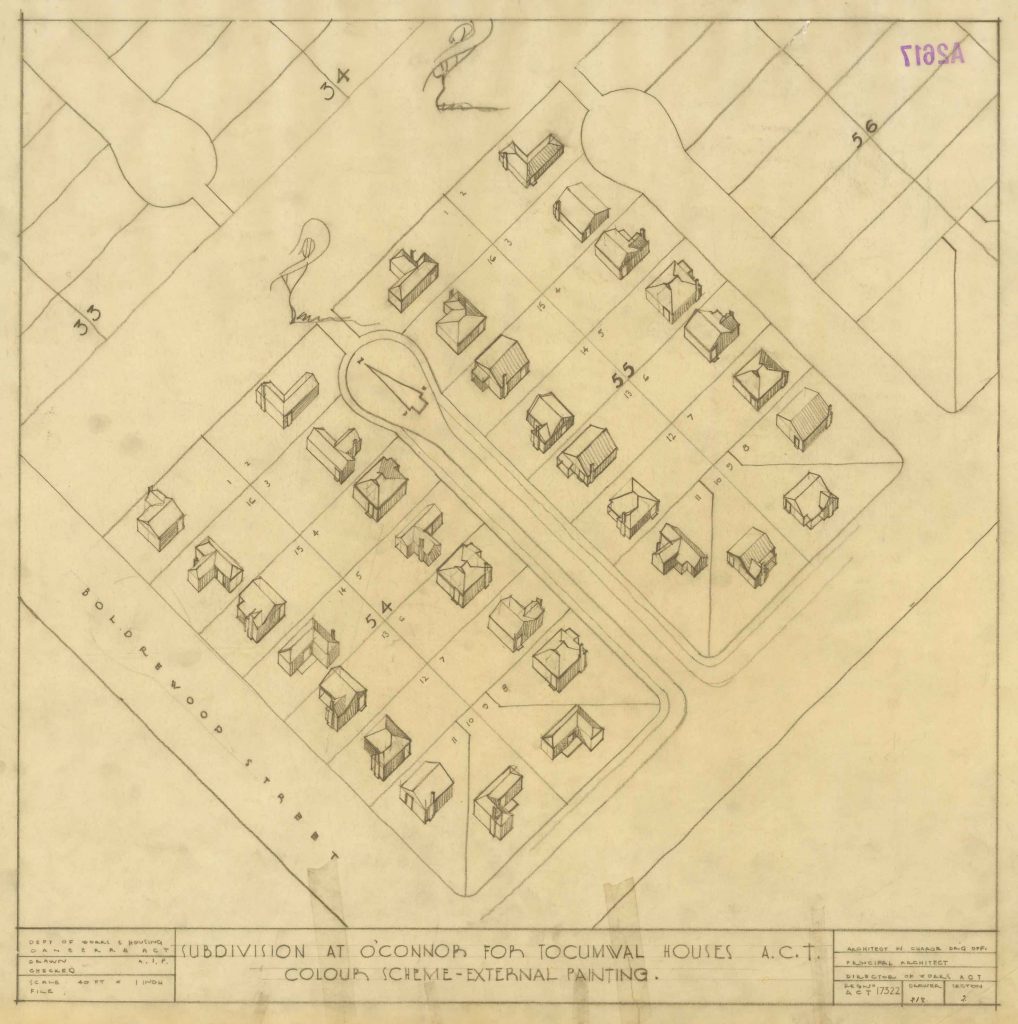 A2617
34
56
33
2
1
3
16
4
15
5
14
55
6
13
7
12
8
9
10
11
2
1
3
16
4
15
5
14
54
6
13
7
12
8
9
10
11
BOLDREWOOD STREET
DEPT OF WORKS & HOUSING
CANBERRA ACT
DRAWN A.I.P.
CHECKED
SCALE 40 FT = 1 INCH
FILE
SUBDIVISION AT O'CONNOR FOR TOCUMWAL HOUSES A.C.T.
COLOUR SCHEME - EXTERNAL PAINTING.
ARCHITECT IN CHARGE DR'G OFF.
PRINCIPAL ARCHITECT
DIRECTOR OF WORKS A.C.T.
REG Nº
ACT 17322
DRAWER
SECTION
2